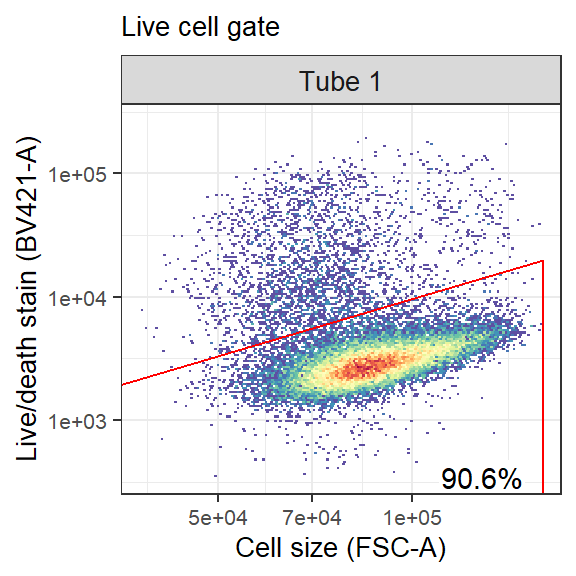 Live cell gate
Tube 1
Live/death stain (BV421-A)
1e+05
1e+04
1e+03
90.6%
5e+04 7e+04 1e+05
Cell size (FSC-A)